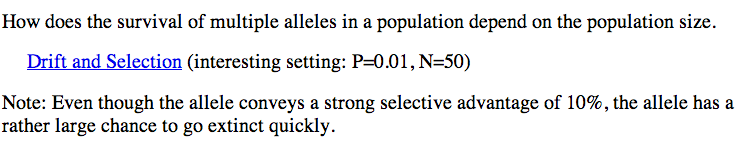 How does the survival of multiple alleles in a population depend on the population size.
Drift and Selection (interesting setting: P=0.01, N=50)
Note: Even though the allele conveys a strong selective advantage of 10%, the allele has a
rather large chance to go extinct quickly.